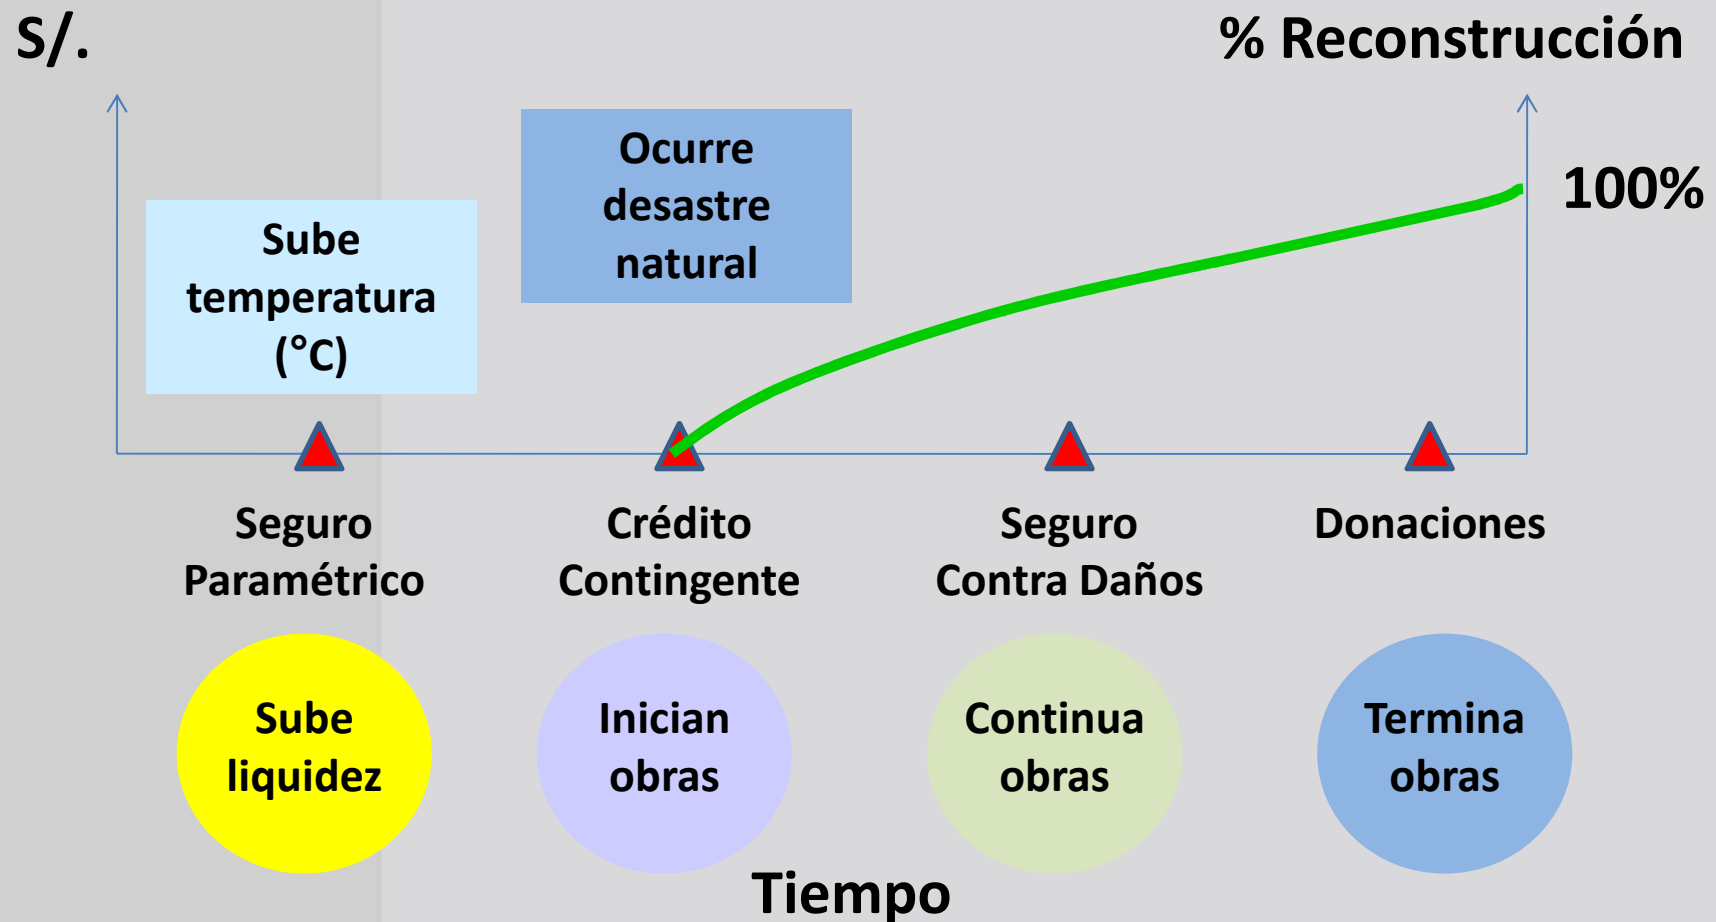 S/.
% Reconstrucción
Ocurre
desastre
natural
100%
Sube
temperatura
(°C)
Seguro
Paramétrico
Crédito
Contingente
Seguro
Contra Daños
Donaciones
Sube
liquidez
Inician
obras
Continua
obras
Termina
obras
Tiempo